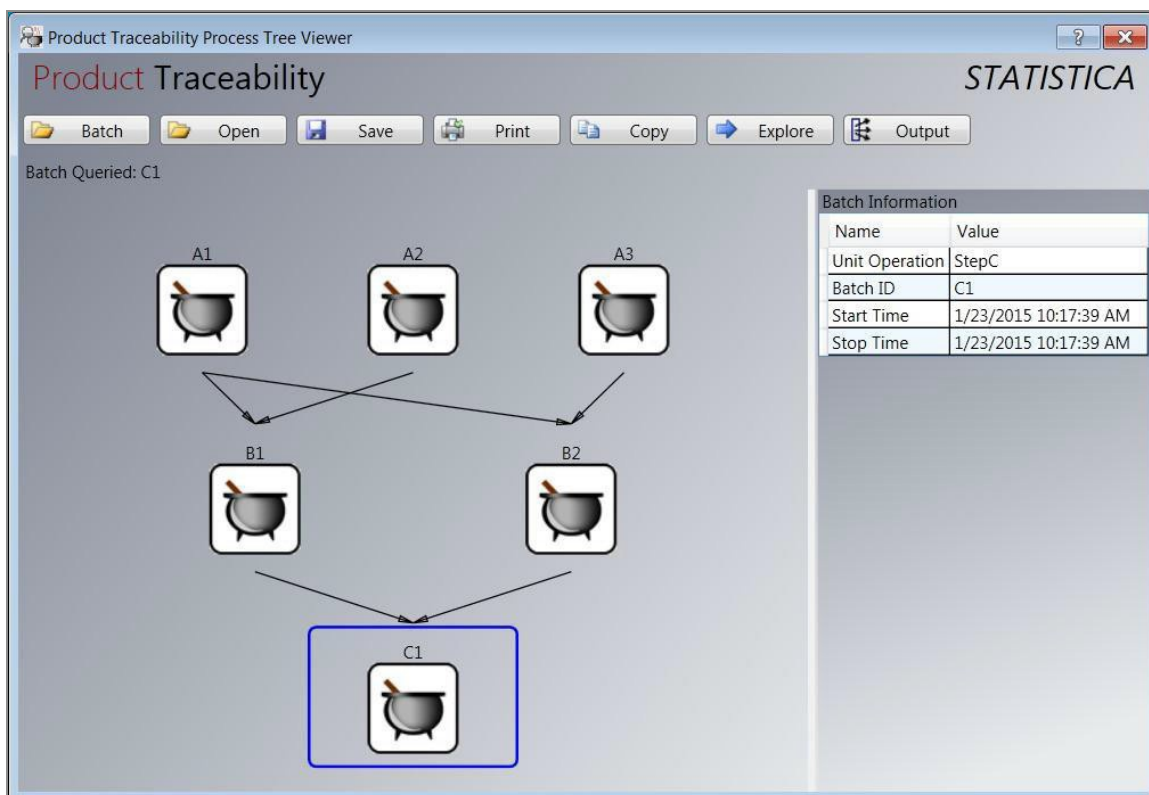 Product Traceability Process Tree Viewer
?
Product Traceability
STATISTICA
Batch Open Save Print Copy Explore Output
Batch Queried: C1
Batch Information
Name Value
Unit Operation StepC
Batch ID C1
Start Time 1/23/2015 10:17:39 AM
Stop Time 1/23/2015 10:17:39 AM
A1 A2 A3
B1 B2
C1